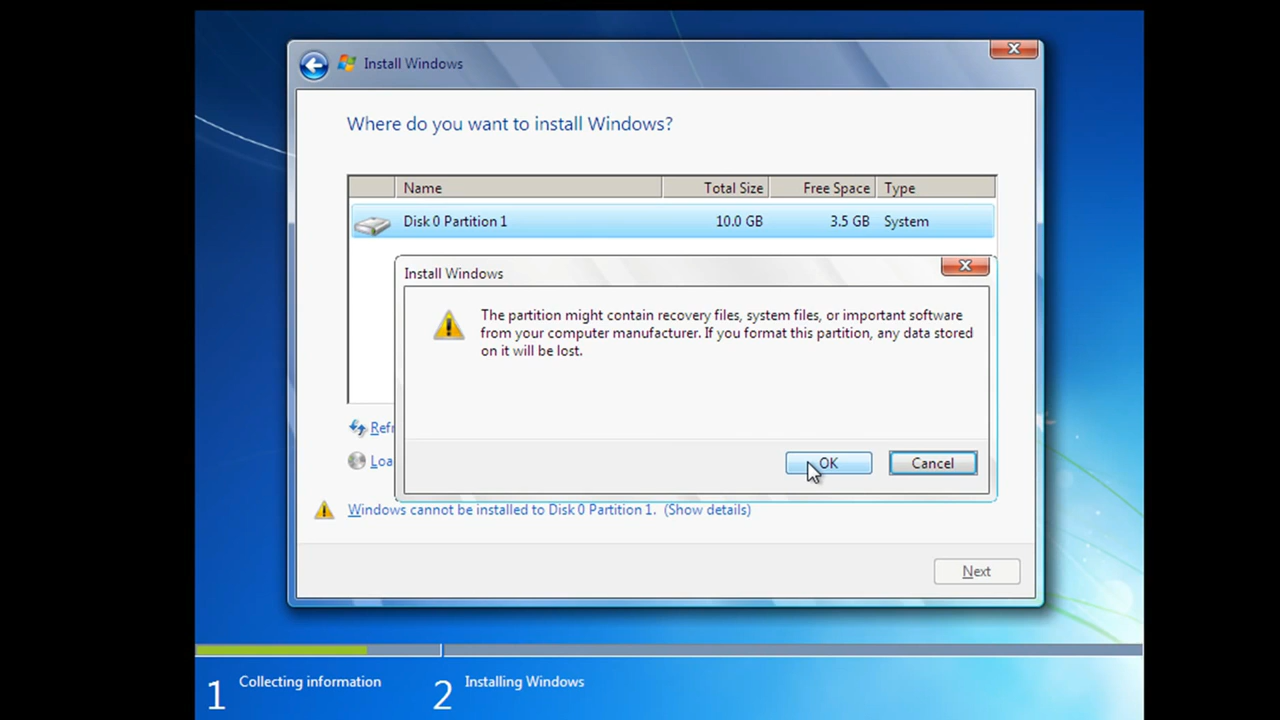 Install Windows
Where do you want to install Windows?
Name Total Size Free Space Type
Disk 0 Partition 1 10.0 GB 3.5 GB System
Install Windows
The partition might contain recovery files, system files, or important software
from your computer manufacturer. If you format this partition, any data stored
on it will be lost.
Refr
Loa
OK Cancel
Windows cannot be installed to Disk 0 Partition 1. (Show details)
Next
1 Collecting information 2 Installing Windows